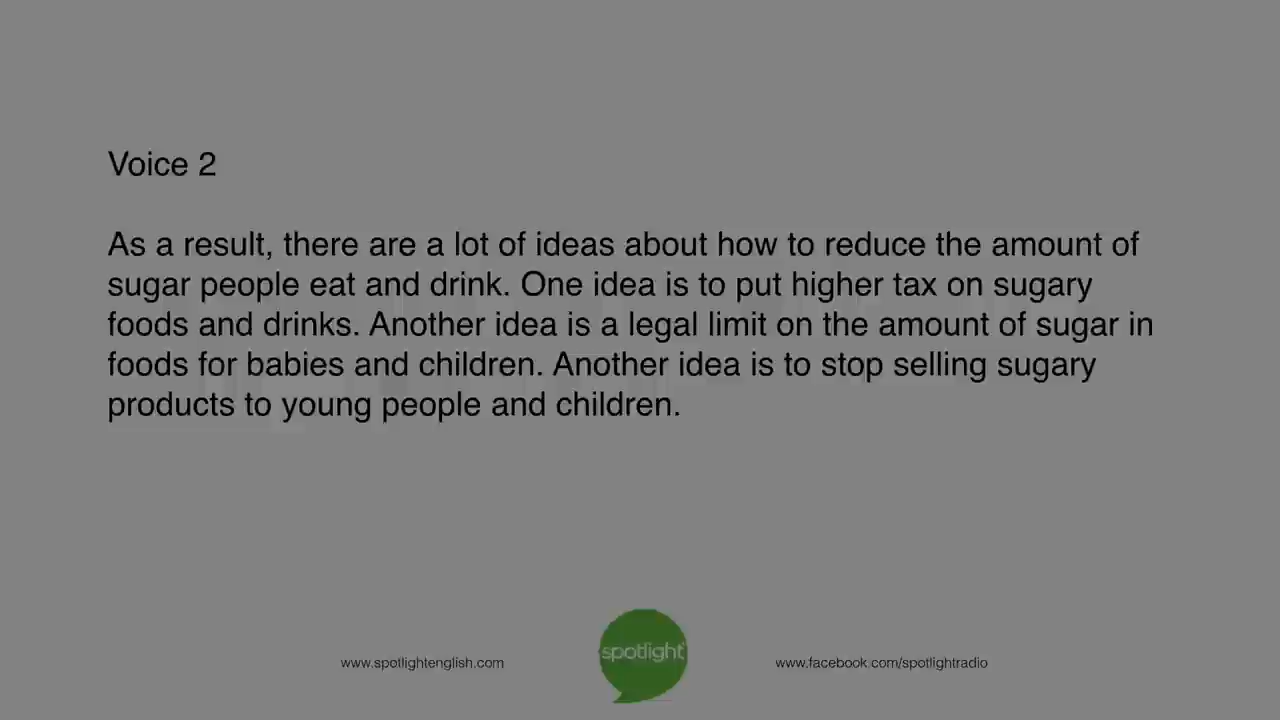 Voice 2
As a result, there are a lot of ideas about how to reduce the amount of
sugar people eat and drink. One idea is to put higher tax on sugary
foods and drinks. Another idea is a legal limit on the amount of sugar in
foods for babies and children. Another idea is to stop selling sugary
products to young people and children.
www.spotlightenglish.com
spotlight
www.facebook.com/spotlightradio